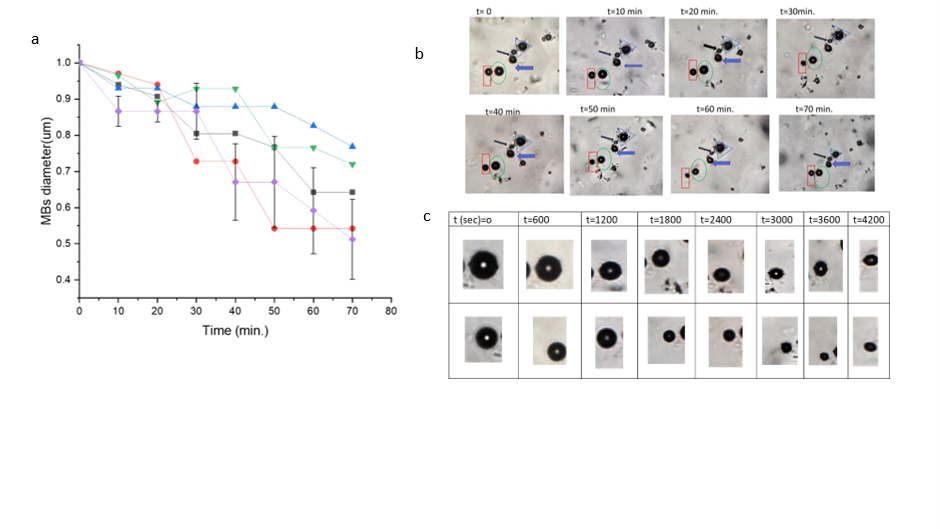 a
1.0
0.9
0.8
0.7
0.6
0.5
0.4
MBs diameter(um)
0 10 20 30 40 50 60 70 80
Time (min.)
b
t= 0 t=10 min t=20 min. t=30min.
t=40 min t=50 min t=60 min. t=70 min.
c
t (sec)=o t=600 t=1200 t=1800 t=2400 t=3000 t=3600 t=4200